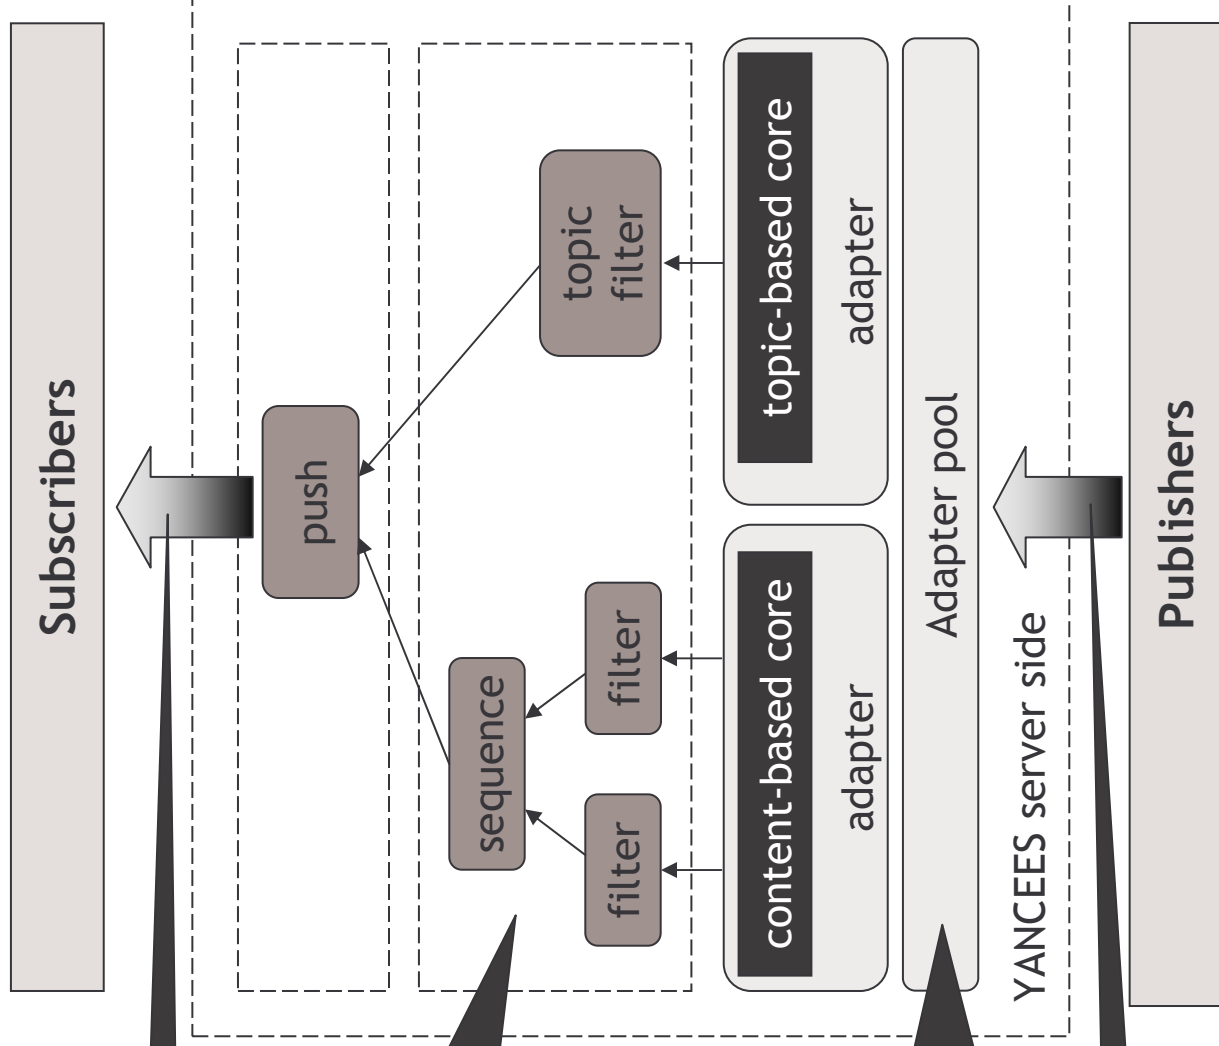 Subscribers
push
sequence
topic
filter
filter
filter
content-based core
topic-based core
adapter
adapter
Adapter pool
YANCEES server side
Publishers